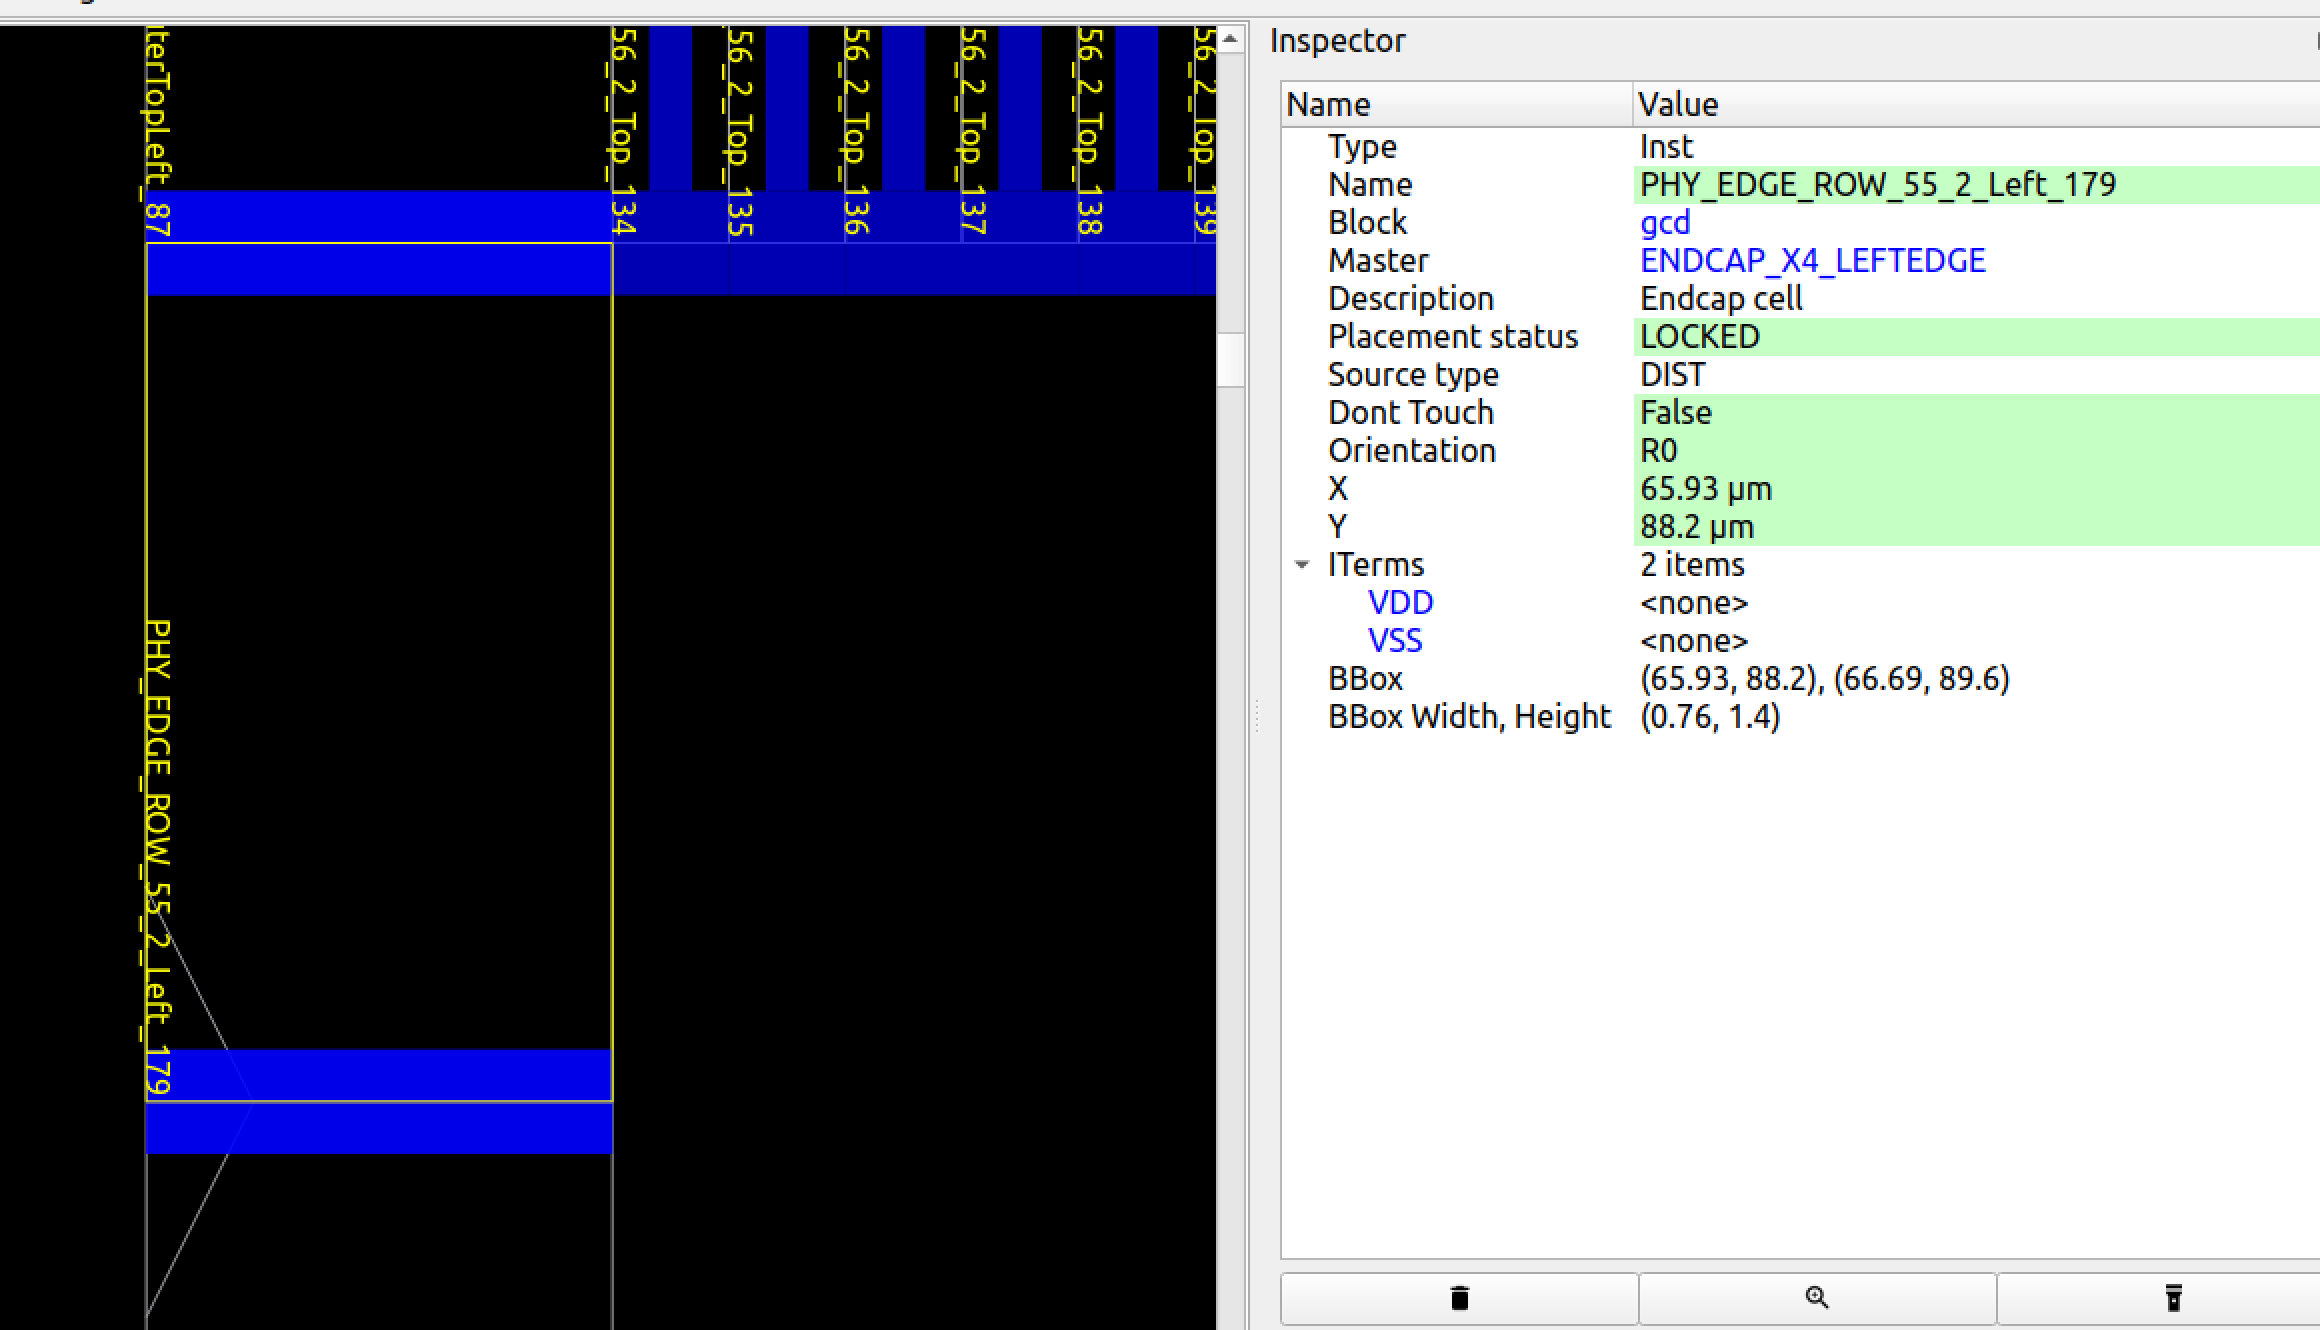 terTopLeft_87
56_2_Top_134
56_2_Top_135
56_2_Top_136
56_2_Top_137
56_2_Top_138
56_2_Top_139
PHY_EDGE_ROW_55_2_Left_179
Inspector
Name Value
Type Inst
Name PHY_EDGE_ROW_55_2_Left_179
Block gcd
Master ENDCAP_X4_LEFTEDGE
Description Endcap cell
Placement status LOCKED
Source type DIST
Dont Touch False
Orientation R0
X 65.93 μm
Y 88.2 μm
ITerms 2 items
VDD <none>
VSS <none>
BBox (65.93, 88.2), (66.69, 89.6)
BBox Width, Height (0.76, 1.4)